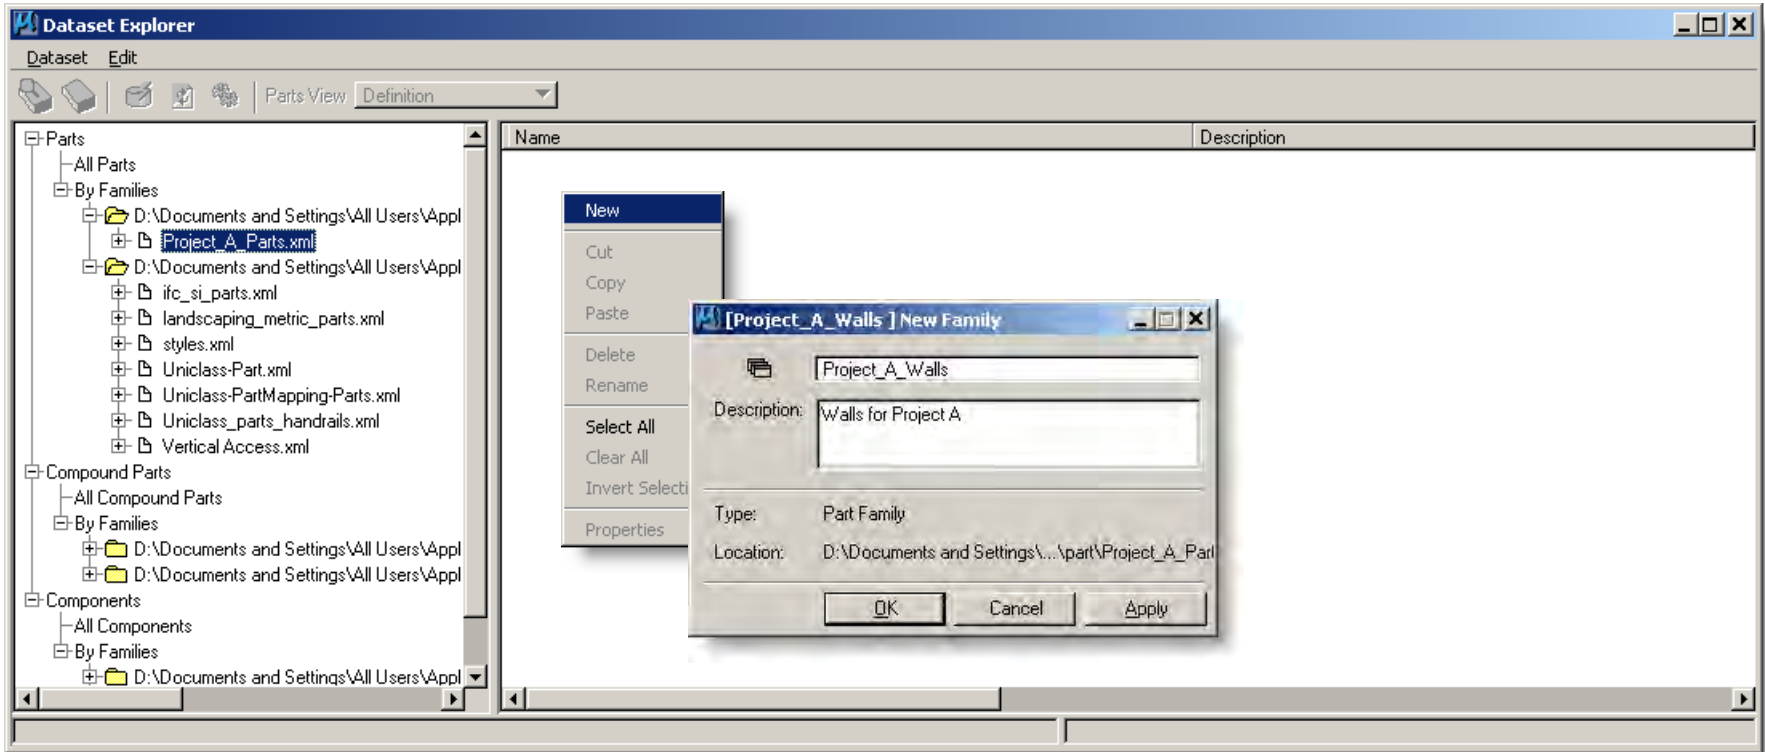 Dataset Explorer
Dataset Edit
Parts View Definition
Parts
All Parts
By Families
D:\Documents and Settings\All Users\Appl
Project_A_Parts.xml
D:\Documents and Settings\All Users\Appl
ifc_si_parts.xml
landscaping_metric_parts.xml
styles.xml
Uniclass-Part.xml
Uniclass-PartMapping-Parts.xml
Uniclass_parts_handrails.xml
Vertical Access.xml
Compound Parts
All Compound Parts
By Families
D:\Documents and Settings\All Users\Appl
D:\Documents and Settings\All Users\Appl
Components
All Components
By Families
D:\Documents and Settings\All Users\Appl
Name Description
New
Cut
Copy
Paste
Delete
Rename
Select All
Clear All
Invert Selecti
Properties
[Project_A_Walls ] New Family
Project_A_Walls
Description: Walls for Project A
Type: Part Family
Location: D:\Documents and Settings\...\part\Project_A_Part
OK Cancel Apply